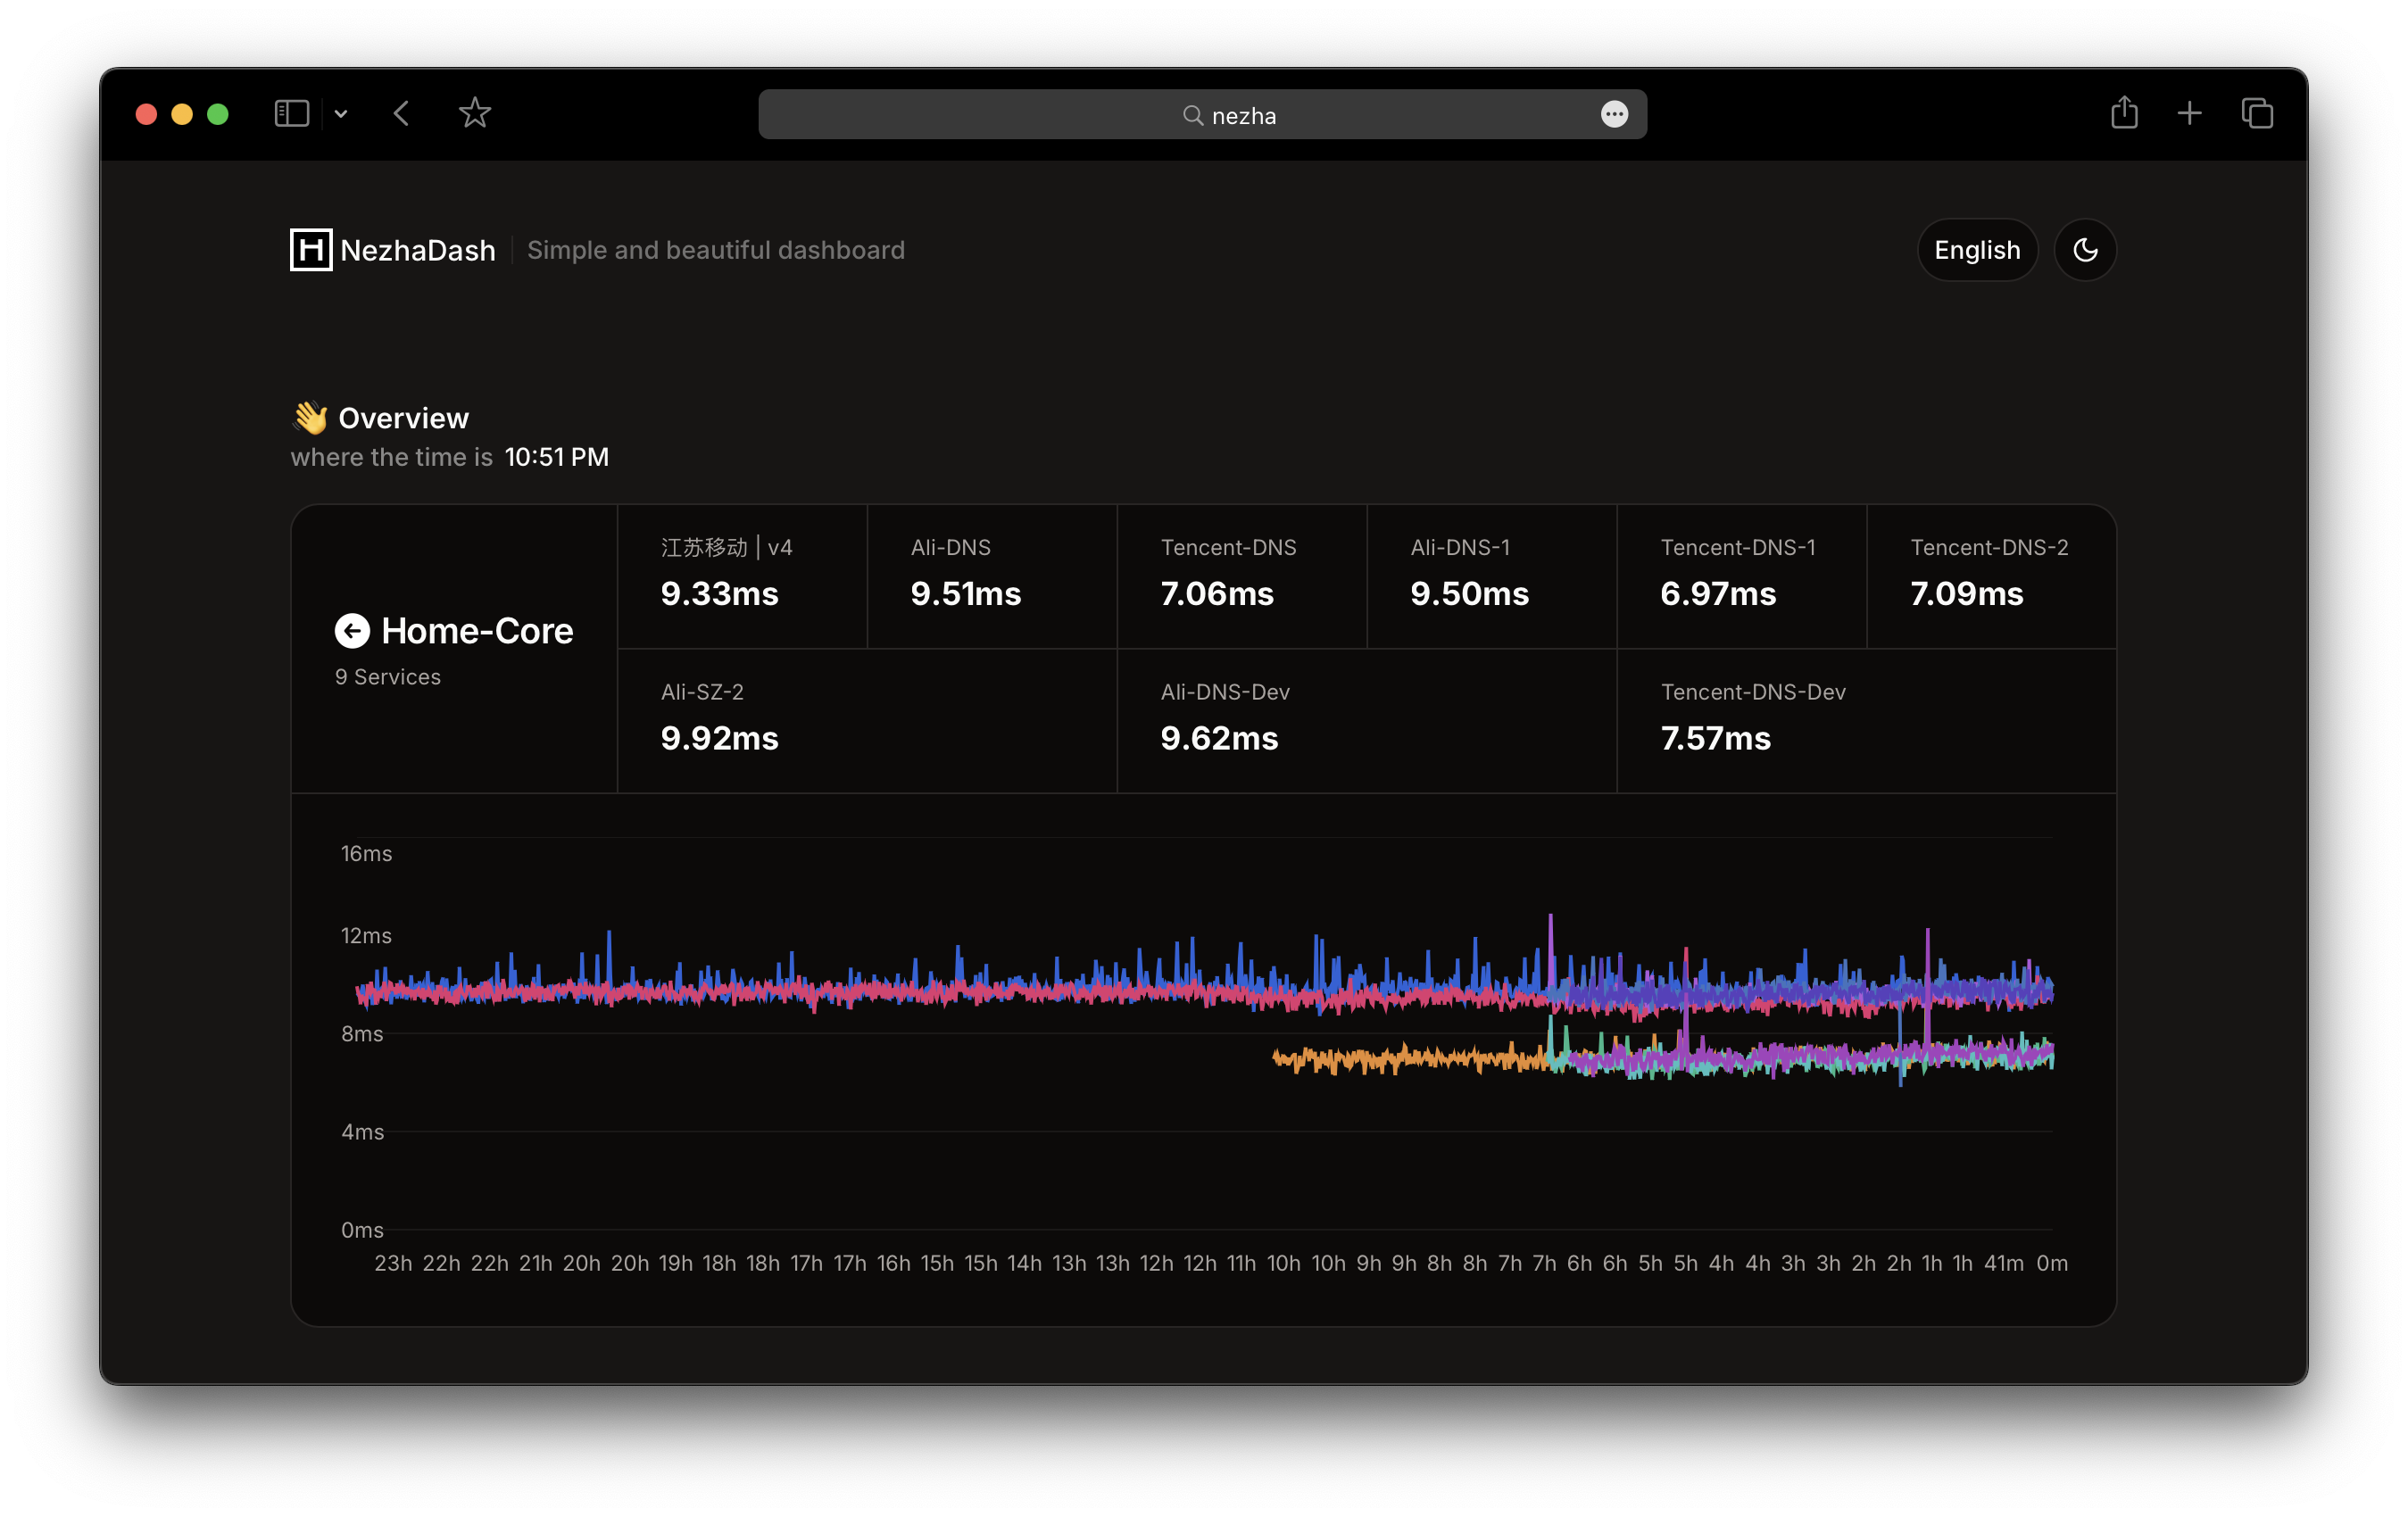 nezha
NezhaDash
Simple and beautiful dashboard
English
Overview
where the time is 10:51 PM
Home-Core
9 Services
江苏移动 | v4
9.33ms
Ali-DNS
9.51ms
Tencent-DNS
7.06ms
Ali-DNS-1
9.50ms
Tencent-DNS-1
6.97ms
Tencent-DNS-2
7.09ms
Ali-SZ-2
9.92ms
Ali-DNS-Dev
9.62ms
Tencent-DNS-Dev
7.57ms
16ms
12ms
8ms
4ms
0ms
23h 22h 22h 21h 20h 20h 19h 18h 18h 17h 17h 16h 15h 15h 14h 13h 13h 12h 12h 11h 10h 10h 9h 9h 8h 8h 7h 7h 6h 6h 5h 5h 4h 4h 3h 3h 2h 2h 1h 1h 41m 0m